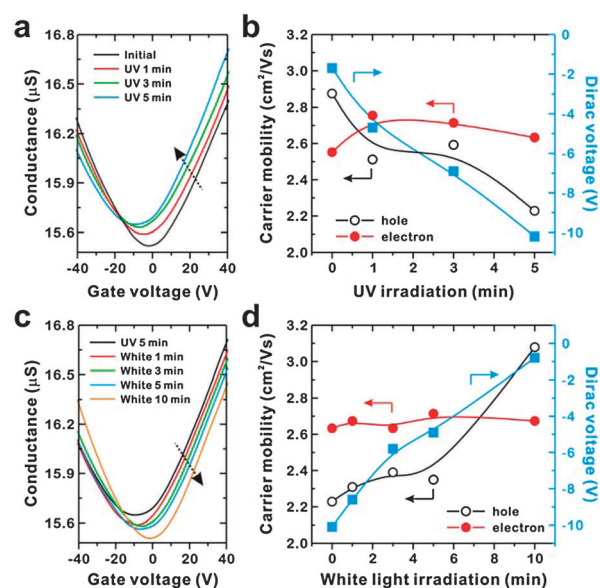 a
16.8
16.5
16.2
15.9
15.6
-40
-20
0
20
40
Conductance (μS)
Gate voltage (V)
Initial
UV 1 min
UV 3 min
UV 5 min
b
3.2
3.0
2.8
2.6
2.4
2.2
2.0
0
1
2
3
4
5
0
-2
-4
-6
-8
-10
Carrier mobility (cm²/Vs)
Dirac voltage (V)
UV irradiation (min)
hole
electron
c
16.8
16.5
16.2
15.9
15.6
-40
-20
0
20
40
Conductance (μS)
Gate voltage (V)
UV 5 min
White 1 min
White 3 min
White 5 min
White 10 min
d
3.2
3.0
2.8
2.6
2.4
2.2
2.0
0
2
4
6
8
10
0
-2
-4
-6
-8
-10
Carrier mobility (cm²/Vs)
Dirac voltage (V)
White light irradiation (min)
hole
electron